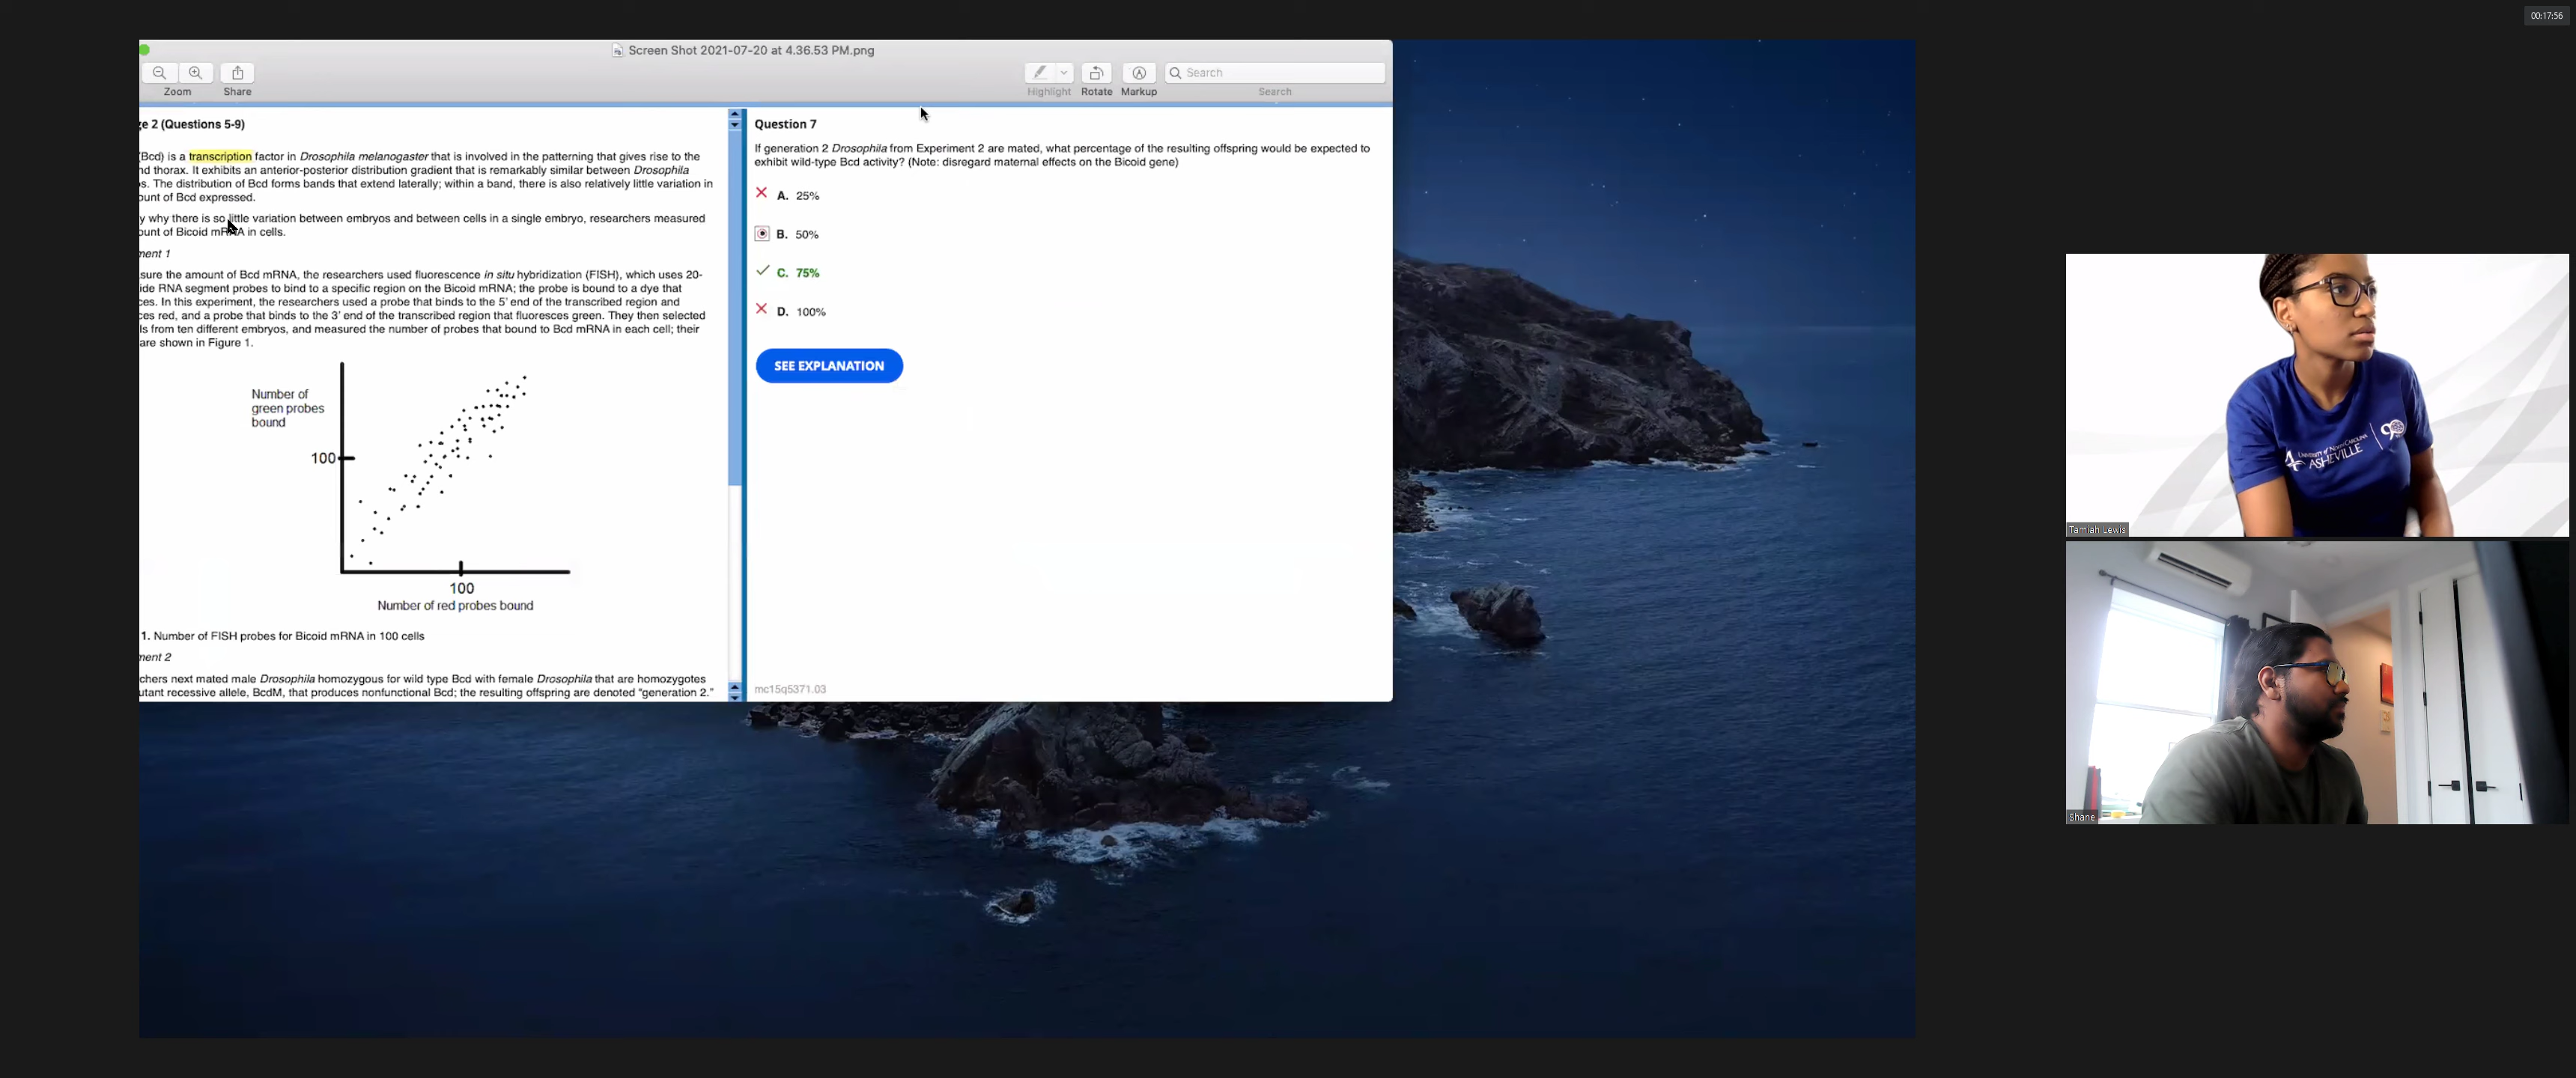 00:17:56
Screen Shot 2021-07-20 at 4.36.53 PM.png
Zoom
Share
Highlight
Rotate
Markup
Search
Search
ge 2 (Questions 5-9)
(Bcd) is a transcription factor in Drosophila melanogaster that is involved in the patterning that gives rise to the
nd thorax. It exhibits an anterior-posterior distribution gradient that is remarkably similar between Drosophila
s. The distribution of Bcd forms bands that extend laterally; within a band, there is also relatively little variation in
ount of Bcd expressed.
y why there is so little variation between embryos and between cells in a single embryo, researchers measured
ount of Bicoid mRNA in cells.
ment 1
sure the amount of Bcd mRNA, the researchers used fluorescence in situ hybridization (FISH), which uses 20-
ide RNA segment probes to bind to a specific region on the Bicoid mRNA; the probe is bound to a dye that
ces. In this experiment, the researchers used a probe that binds to the 5' end of the transcribed region and
ces red, and a probe that binds to the 3' end of the transcribed region that fluoresces green. They then selected
ls from ten different embryos, and measured the number of probes that bound to Bcd mRNA in each cell; their
are shown in Figure 1.
Number of
green probes
bound
100
100
Number of red probes bound
1. Number of FISH probes for Bicoid mRNA in 100 cells
ment 2
chers next mated male Drosophila homozygous for wild type Bcd with female Drosophila that are homozygotes
utant recessive allele, BcdM, that produces nonfunctional Bcd; the resulting offspring are denoted “generation 2.”
Question 7
If generation 2 Drosophila from Experiment 2 are mated, what percentage of the resulting offspring would be expected to
exhibit wild-type Bcd activity? (Note: disregard maternal effects on the Bicoid gene)
A. 25%
B. 50%
C. 75%
D. 100%
SEE EXPLANATION
mc15q5371.03
University of North Carolina
ASHEVILLE
Tamiah Lewis
Shane